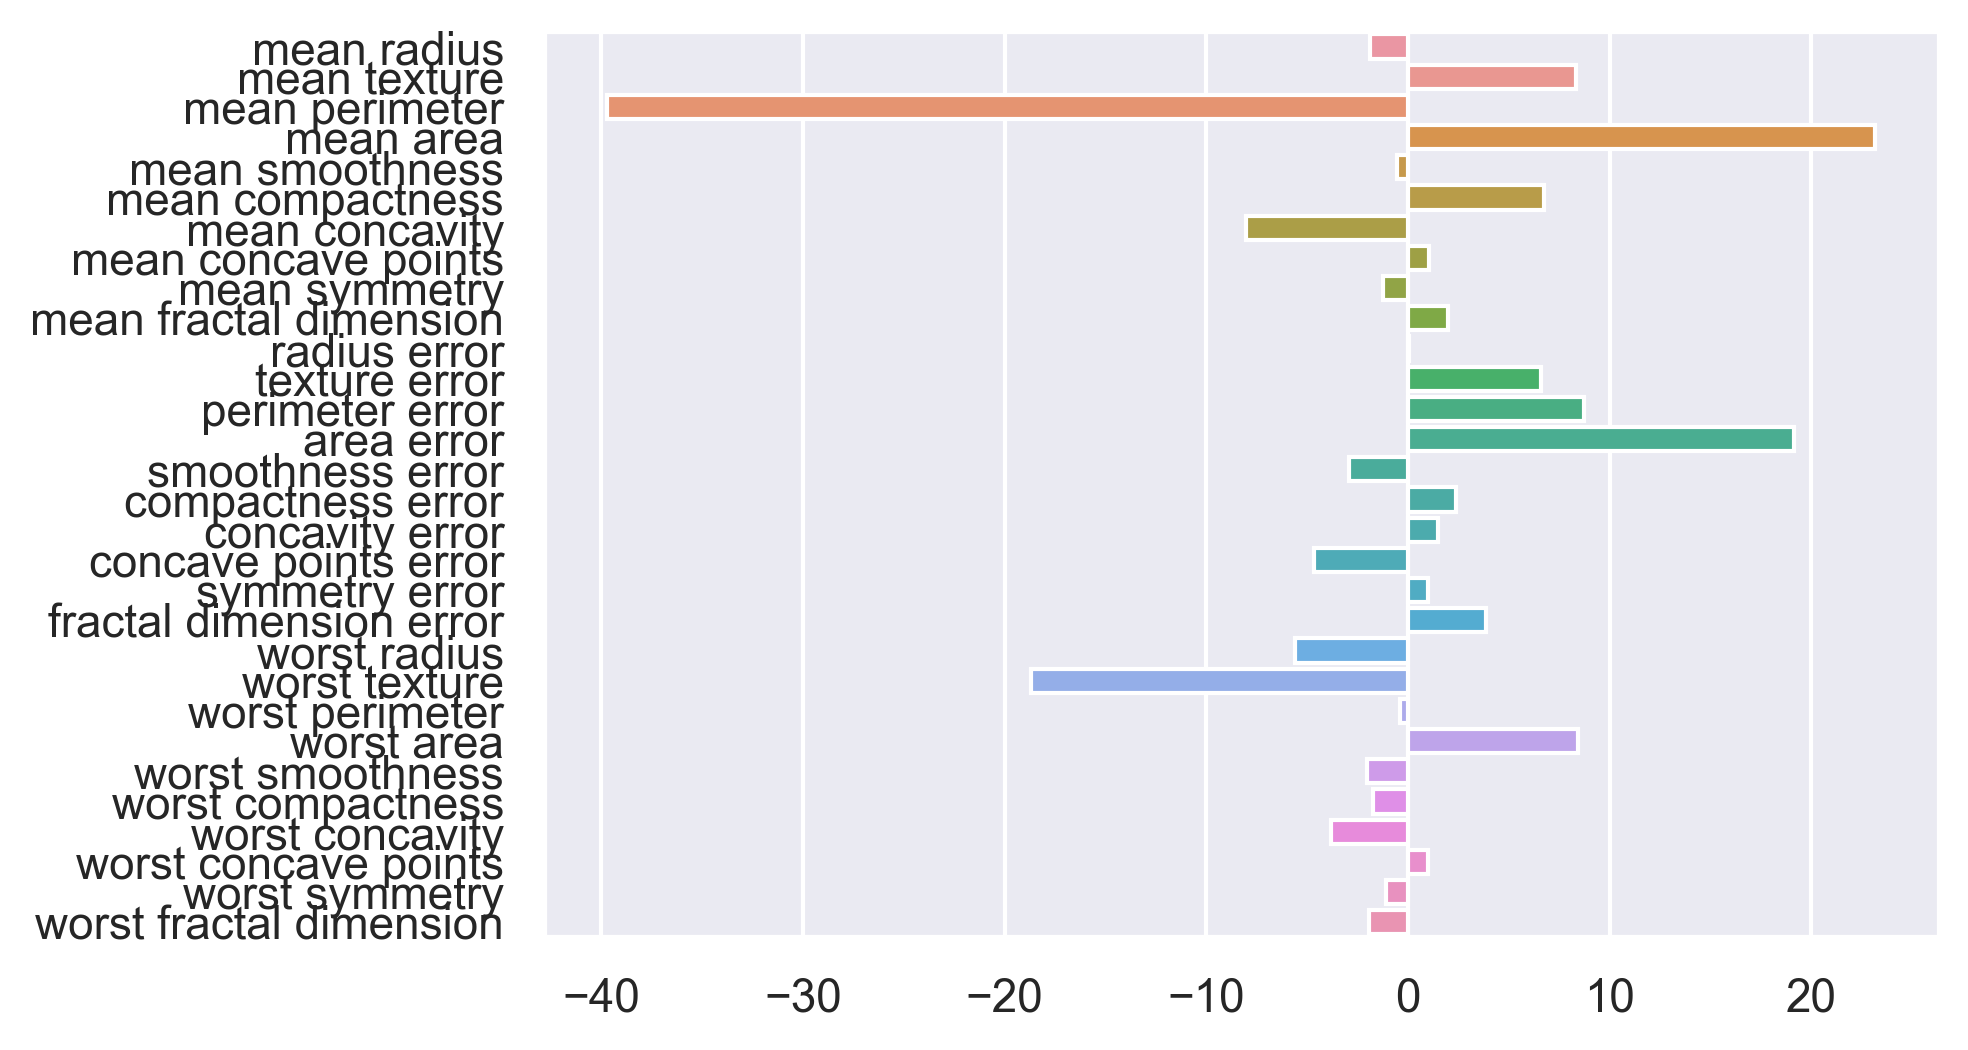 mean radius
mean texture
mean perimeter
mean area
mean smoothness
mean compactness
mean concavity
mean concave points
mean symmetry
mean fractal dimension
radius error
texture error
perimeter error
area error
smoothness error
compactness error
concavity error
concave points error
symmetry error
fractal dimension error
worst radius
worst texture
worst perimeter
worst area
worst smoothness
worst compactness
worst concavity
worst concave points
worst symmetry
worst fractal dimension
−40 −30 −20 −10 0 10 20